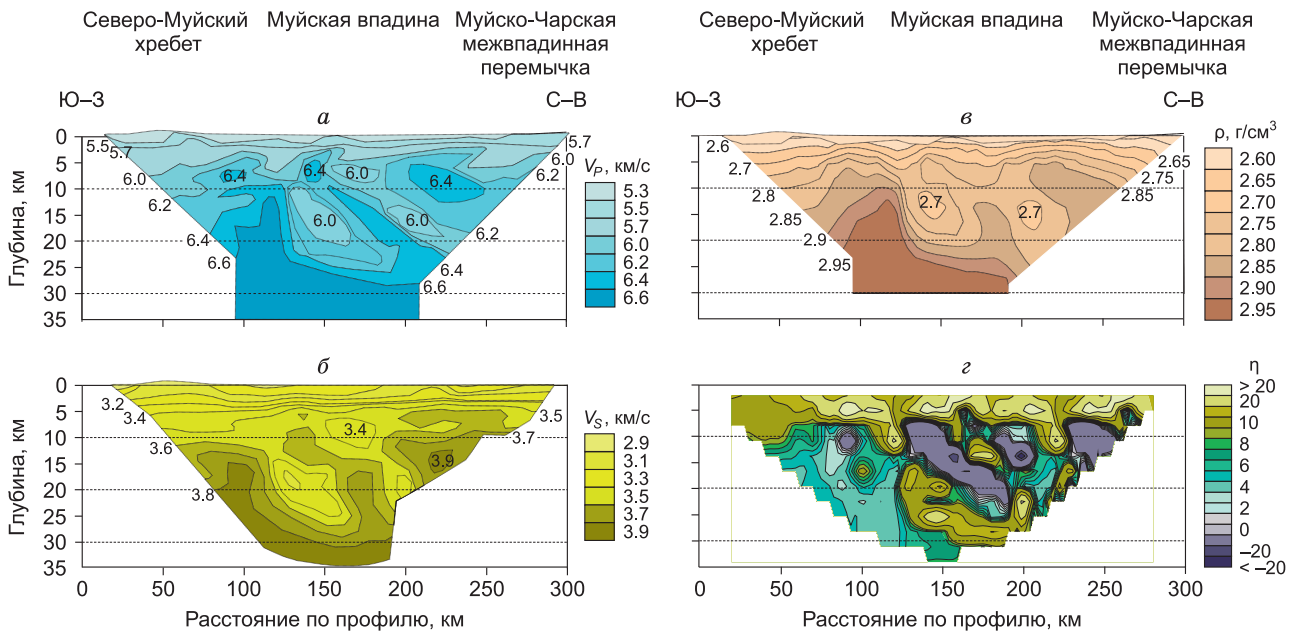 Северо-Муйский
хребет
Муйская впадина
Муйско-Чарская
межвпадинная
перемычка
Ю–З
С–В
а
0
5
10
15
20
25
30
35
Глубина, км
5.5
5.7
6.0
6.2
6.4
6.6
6.4
6.4
6.0
6.4
6.0
6.0
5.7
6.0
6.2
6.2
6.4
6.6
V_P, км/с
5.3
5.5
5.7
6.0
6.2
6.4
6.6
б
0
5
10
15
20
25
30
35
Глубина, км
3.2
3.4
3.6
3.8
3.4
3.9
3.5
3.7
V_S, км/с
2.9
3.1
3.3
3.5
3.7
3.9
0 50 100 150 200 250 300
Расстояние по профилю, км
Северо-Муйский
хребет
Муйская впадина
Муйско-Чарская
межвпадинная
перемычка
Ю–З
С–В
в
2.6
2.7
2.8
2.85
2.9
2.95
2.7
2.7
2.65
2.75
2.85
ρ, г/см³
2.60
2.65
2.70
2.75
2.80
2.85
2.90
2.95
г
η
> 20
20
10
8
6
4
2
0
–20
< –20
0 50 100 150 200 250 300
Расстояние по профилю, км